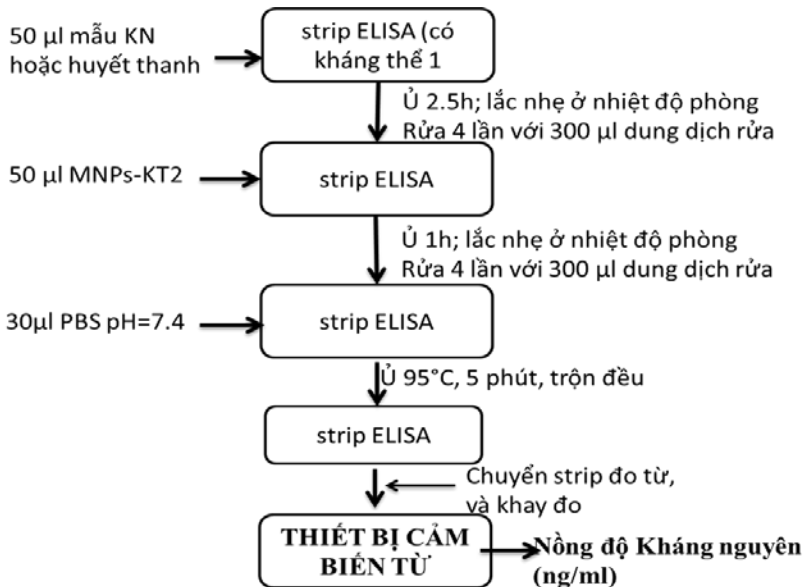 50 µl mẫu KN
hoặc huyết thanh
strip ELISA (có
kháng thể 1
Ủ 2.5h; lắc nhẹ ở nhiệt độ phòng
Rửa 4 lần với 300 µl dung dịch rửa
50 µl MNPs-KT2
strip ELISA
Ủ 1h; lắc nhẹ ở nhiệt độ phòng
Rửa 4 lần với 300 µl dung dịch rửa
30µl PBS pH=7.4
strip ELISA
Ủ 95°C, 5 phút, trộn đều
strip ELISA
Chuyển strip đo từ,
và khay đo
THIẾT BỊ CẢM
BIẾN TỪ
Nồng độ Kháng nguyên
(ng/ml)